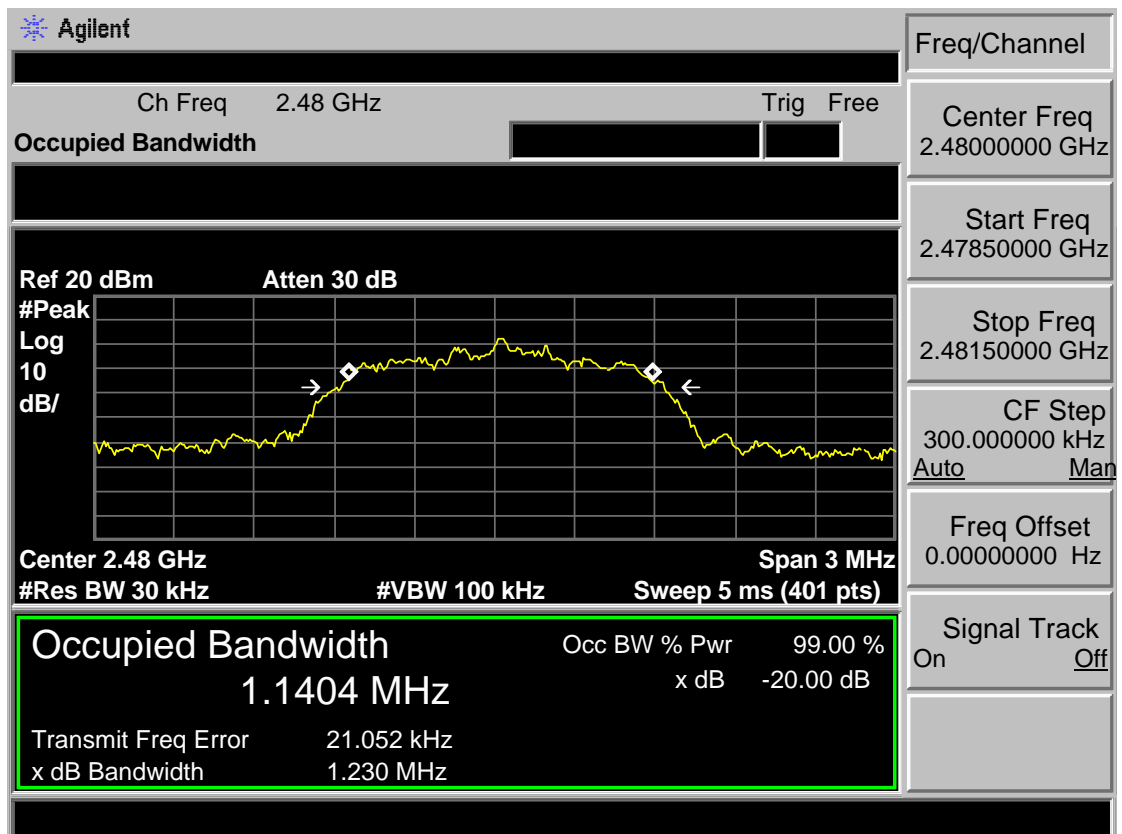 Agilent
Freq/Channel
Ch Freq 2.48 GHz Trig Free
Occupied Bandwidth
Center Freq
2.48000000 GHz
Start Freq
2.47850000 GHz
Stop Freq
2.48150000 GHz
CF Step
300.000000 kHz
Auto Man
Freq Offset
0.00000000 Hz
Signal Track
On Off
Ref 20 dBm Atten 30 dB
#Peak
Log
10
dB/
Center 2.48 GHz Span 3 MHz
#Res BW 30 kHz #VBW 100 kHz Sweep 5 ms (401 pts)
Occupied Bandwidth Occ BW % Pwr 99.00 %
1.1404 MHz x dB -20.00 dB
Transmit Freq Error 21.052 kHz
x dB Bandwidth 1.230 MHz